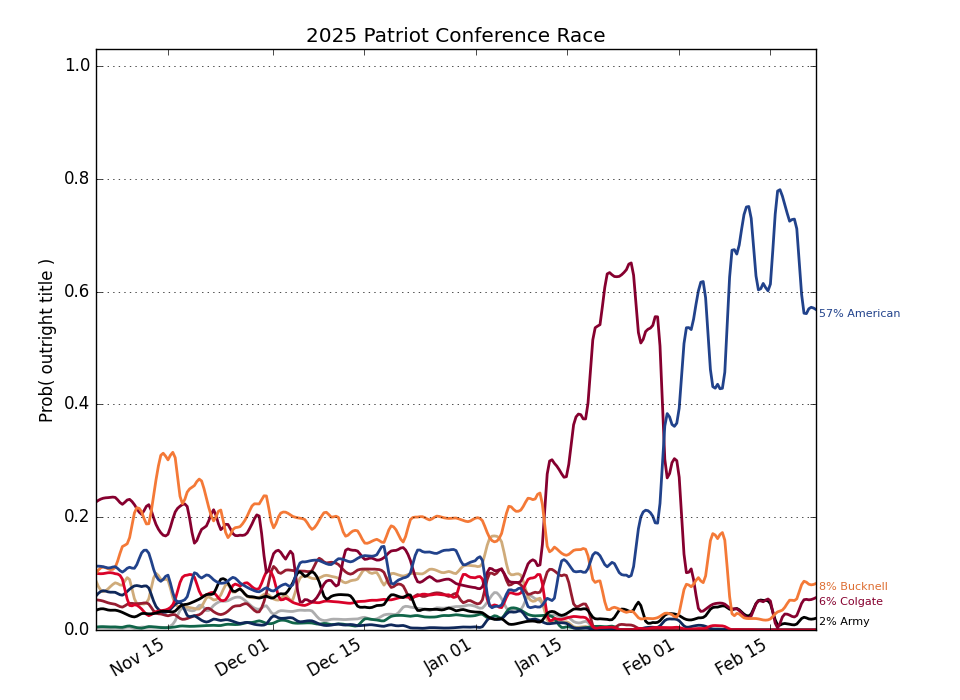 2025 Patriot Conference Race
1.0
0.8
0.6
0.4
0.2
0.0
Prob( outright title )
57% American
8% Bucknell
6% Colgate
2% Army
Nov 15
Dec 01
Dec 15
Jan 01
Jan 15
Feb 01
Feb 15